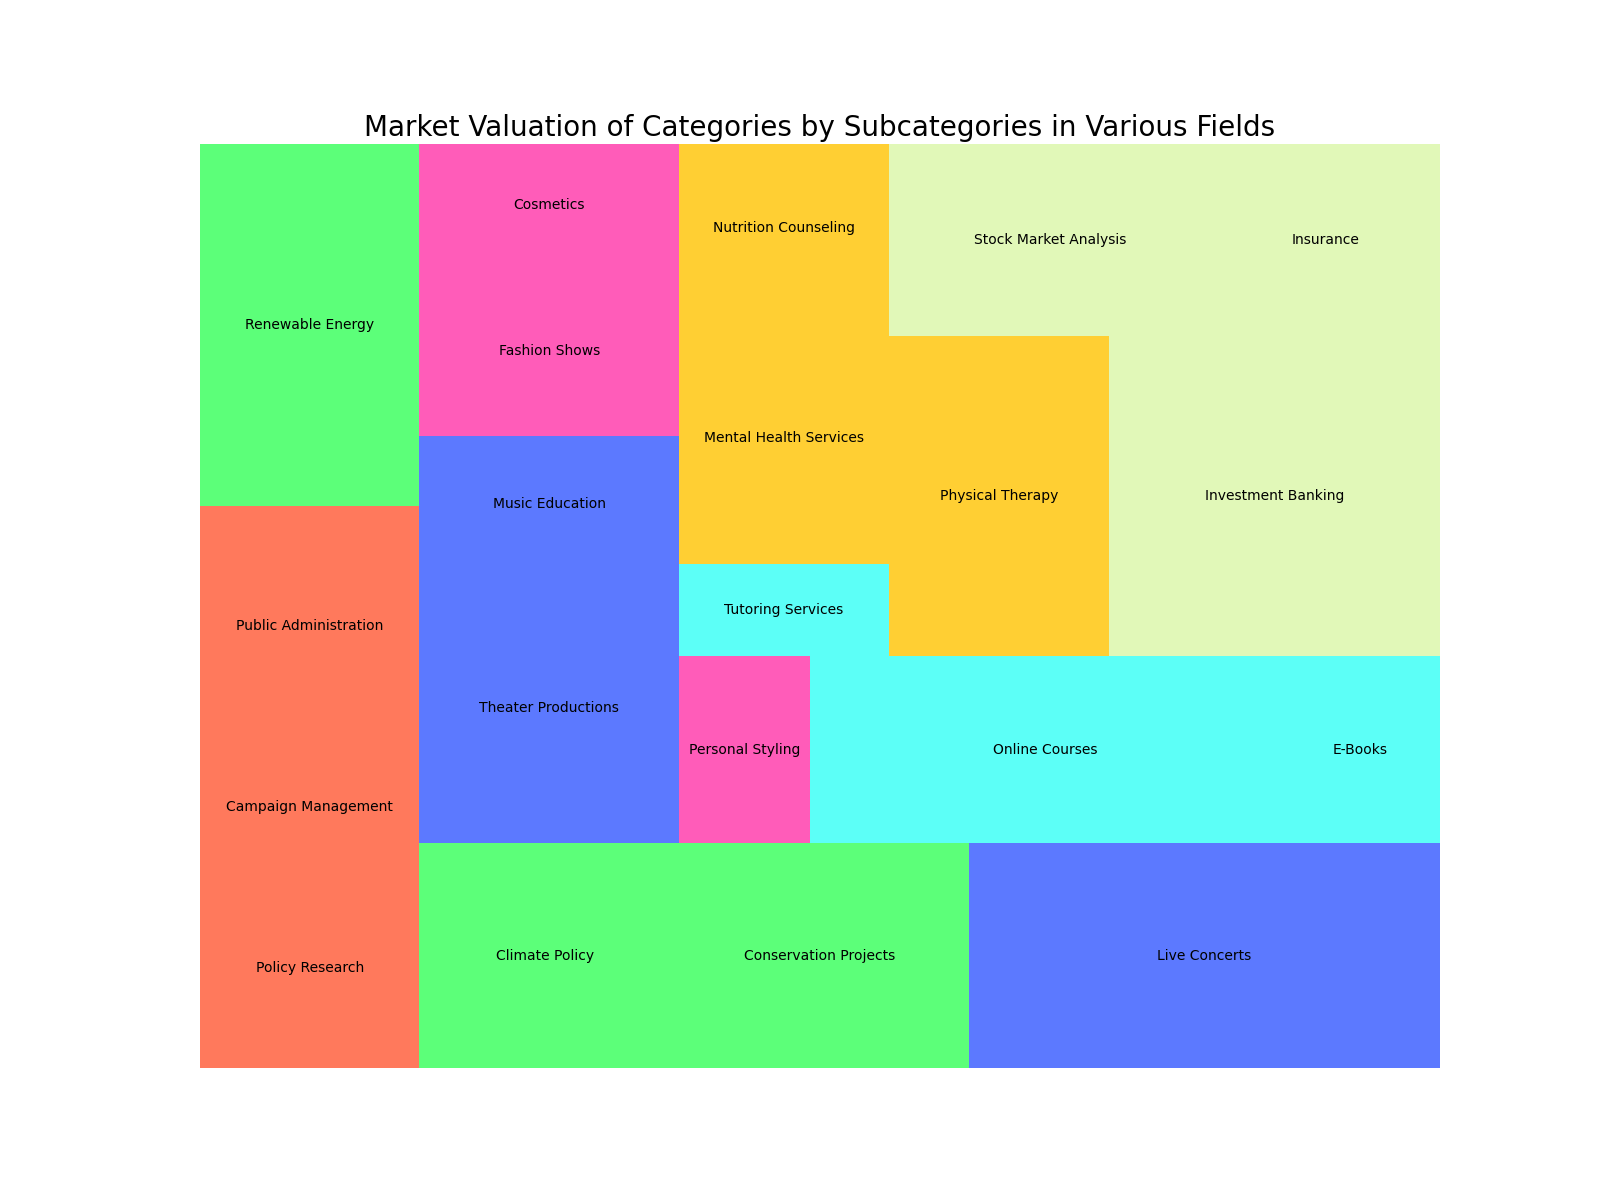 Market Valuation of Categories by Subcategories in Various Fields
Cosmetics
Nutrition Counseling
Stock Market Analysis
Insurance
Renewable Energy
Fashion Shows
Mental Health Services
Music Education
Physical Therapy
Investment Banking
Public Administration
Tutoring Services
Theater Productions
Personal Styling
Online Courses
E-Books
Campaign Management
Policy Research
Climate Policy
Conservation Projects
Live Concerts